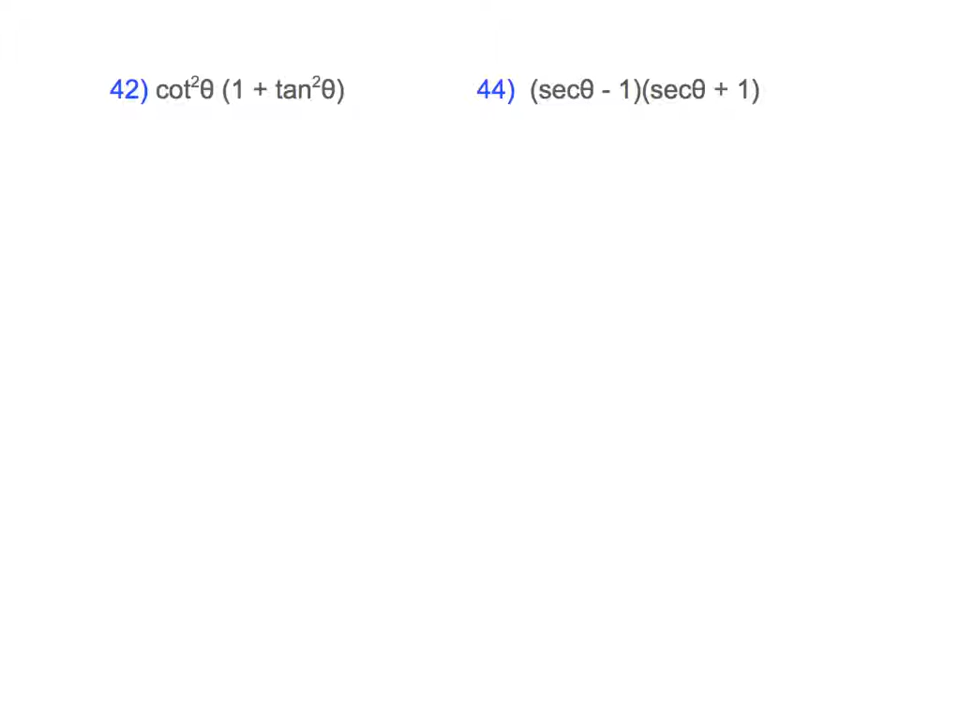 42) cot²θ (1 + tan²θ) 44) (secθ - 1)(secθ + 1)